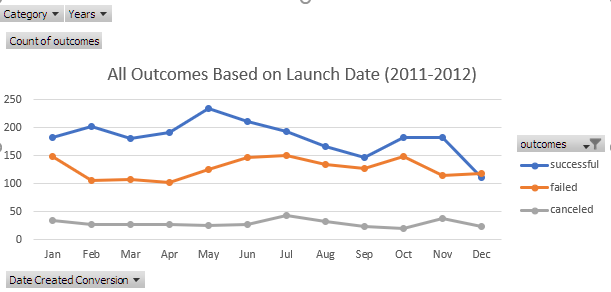 Category Years
Count of outcomes
All Outcomes Based on Launch Date (2011-2012)
250
200
150
100
50
0
Jan Feb Mar Apr May Jun Jul Aug Sep Oct Nov Dec
outcomes
successful
failed
canceled
Date Created Conversion